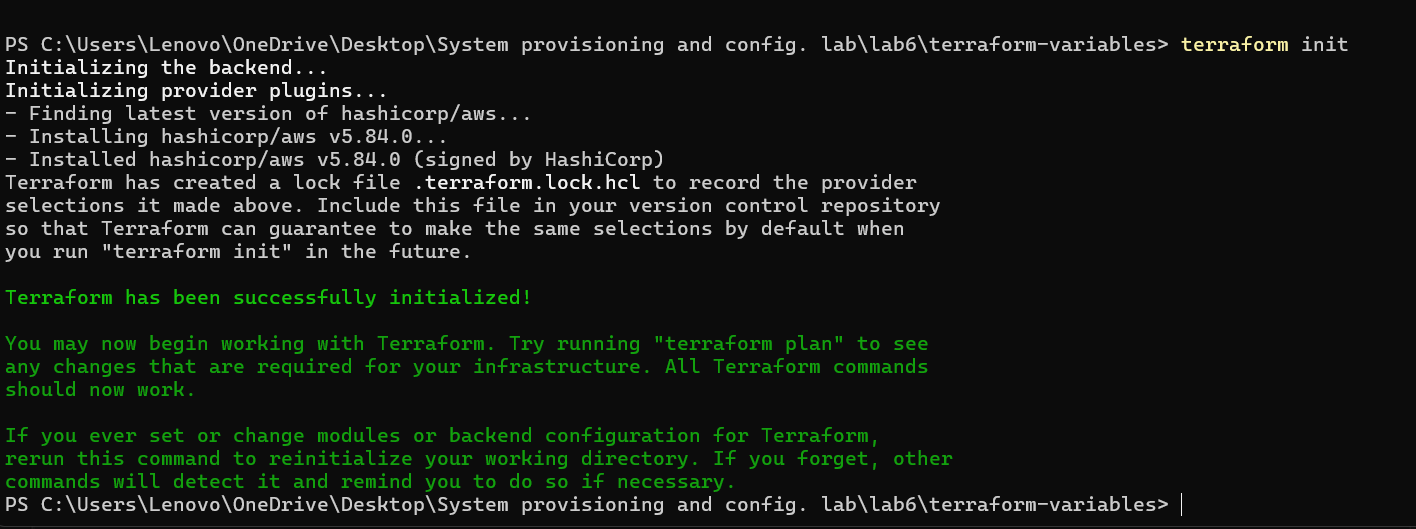 PS C:\Users\Lenovo\OneDrive\Desktop\System provisioning and config. lab\lab6\terraform-variables> terraform init
Initializing the backend...
Initializing provider plugins...
- Finding latest version of hashicorp/aws...
- Installing hashicorp/aws v5.84.0...
- Installed hashicorp/aws v5.84.0 (signed by HashiCorp)
Terraform has created a lock file .terraform.lock.hcl to record the provider
selections it made above. Include this file in your version control repository
so that Terraform can guarantee to make the same selections by default when
you run "terraform init" in the future.
Terraform has been successfully initialized!
You may now begin working with Terraform. Try running "terraform plan" to see
any changes that are required for your infrastructure. All Terraform commands
should now work.
If you ever set or change modules or backend configuration for Terraform,
rerun this command to reinitialize your working directory. If you forget, other
commands will detect it and remind you to do so if necessary.
PS C:\Users\Lenovo\OneDrive\Desktop\System provisioning and config. lab\lab6\terraform-variables>